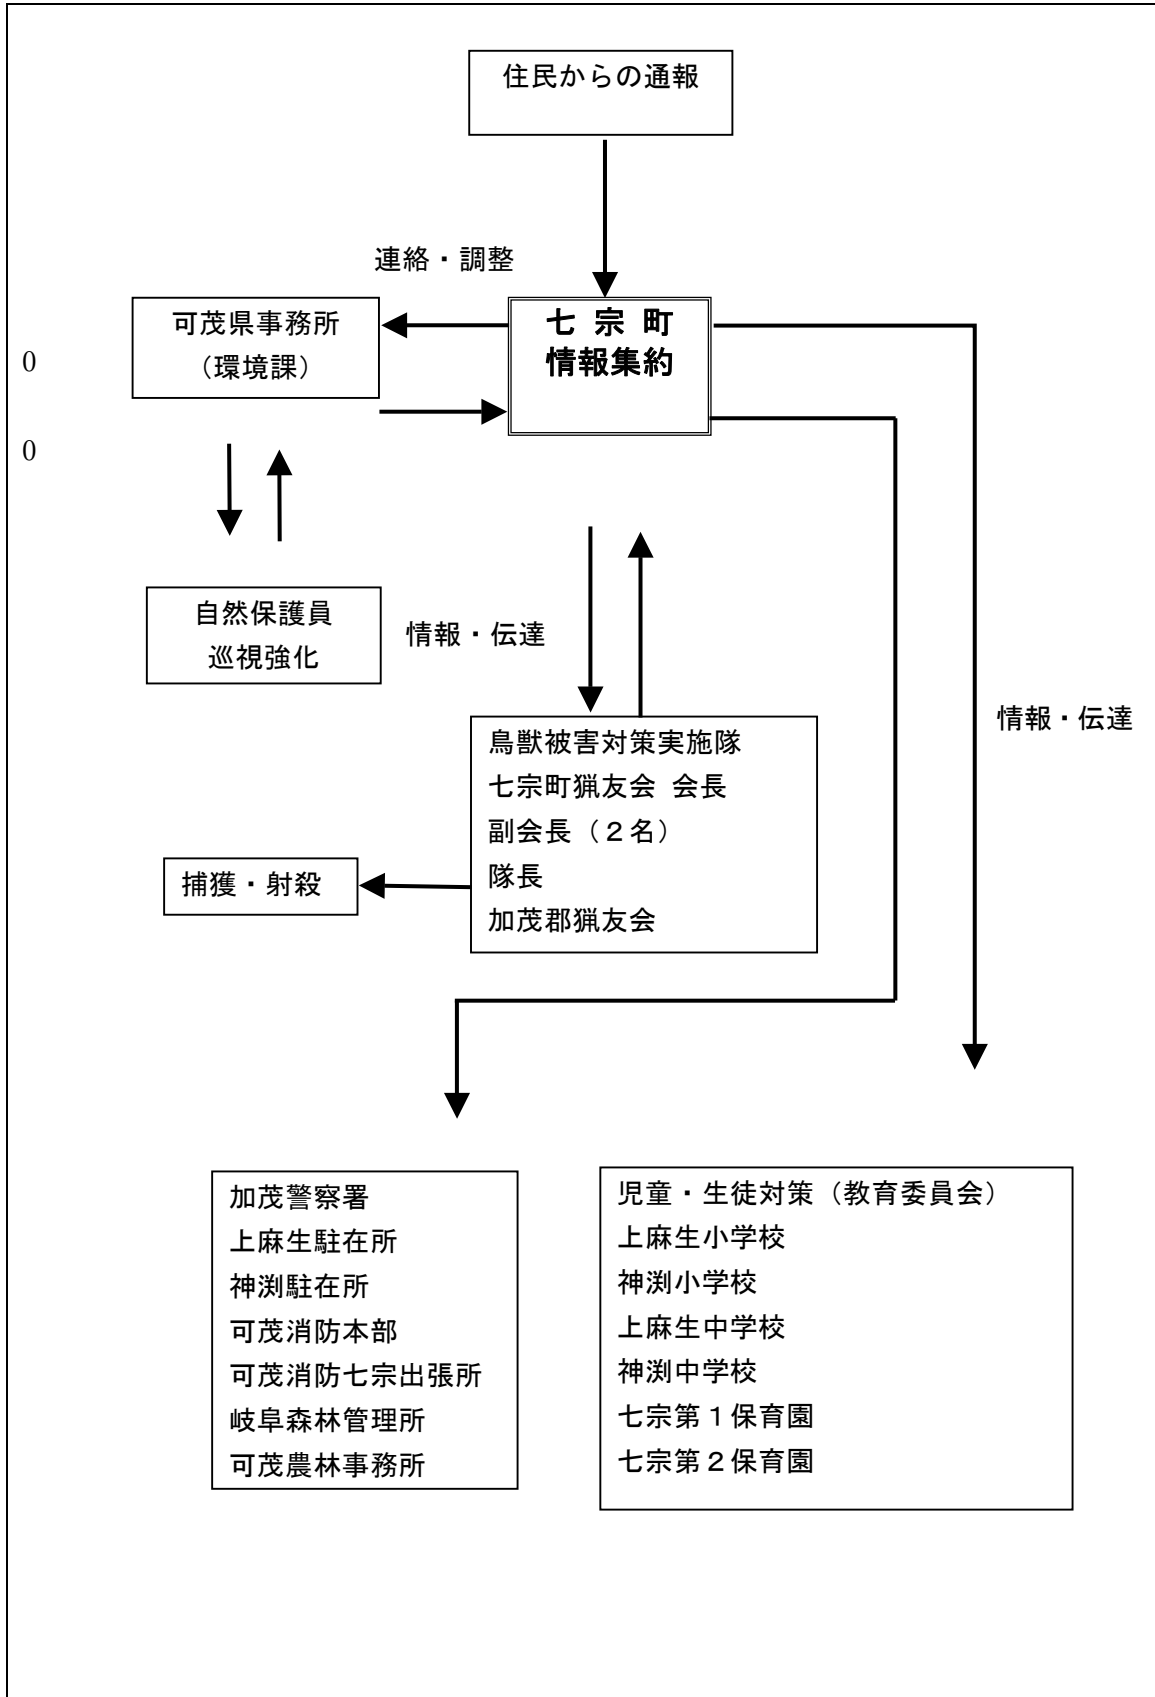 住民からの通報
連絡・調整
可茂県事務所
（環境課）
七 宗 町
情報集約
0
0
自然保護員
巡視強化
情報・伝達
情報・伝達
鳥獣被害対策実施隊
七宗町猟友会 会長
副会長（２名）
隊長
加茂郡猟友会
捕獲・射殺
加茂警察署
上麻生駐在所
神渕駐在所
可茂消防本部
可茂消防七宗出張所
岐阜森林管理所
可茂農林事務所
児童・生徒対策（教育委員会）
上麻生小学校
神渕小学校
上麻生中学校
神渕中学校
七宗第１保育園
七宗第２保育園